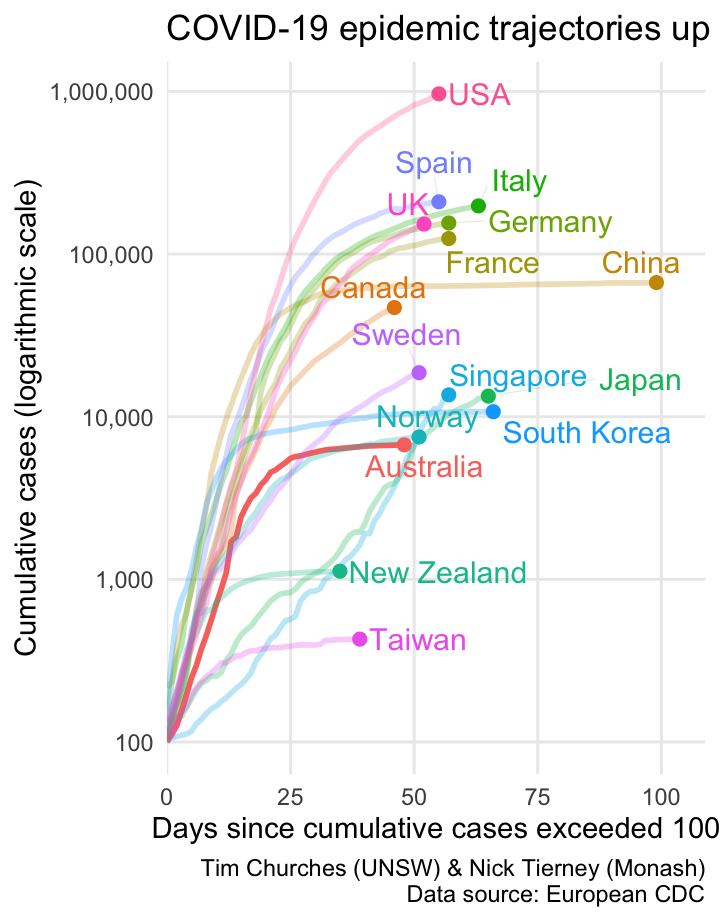 COVID-19 epidemic trajectories up
Cumulative cases (logarithmic scale)
1,000,000
100,000
10,000
1,000
100
USA
Spain
Italy
UK
Germany
France
China
Canada
Sweden
Singapore
Japan
Norway
South Korea
Australia
New Zealand
Taiwan
0 25 50 75 100
Days since cumulative cases exceeded 100
Tim Churches (UNSW) & Nick Tierney (Monash)
Data source: European CDC